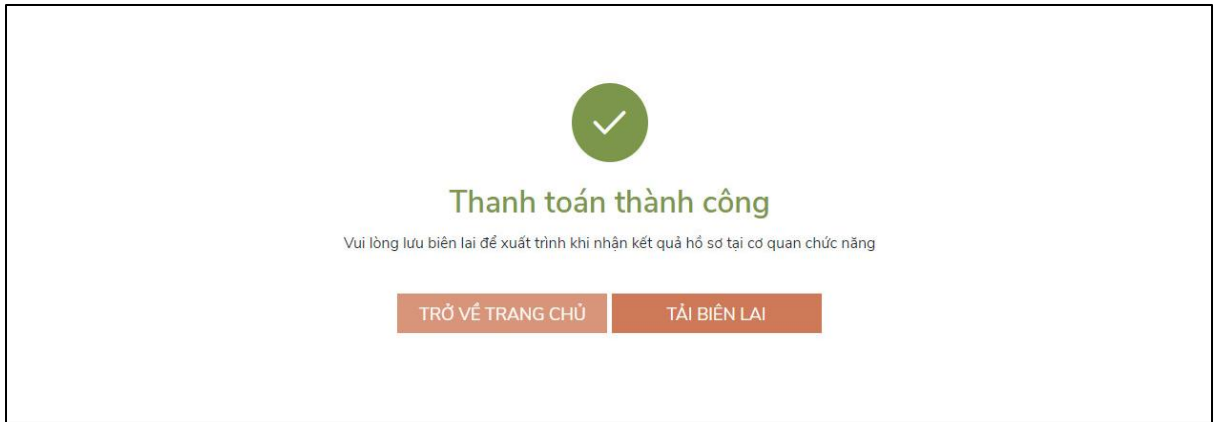 Thanh toán thành công
Vui lòng lưu biên lai để xuất trình khi nhận kết quả hồ sơ tại cơ quan chức năng
TRỞ VỀ TRANG CHỦ TẢI BIÊN LAI